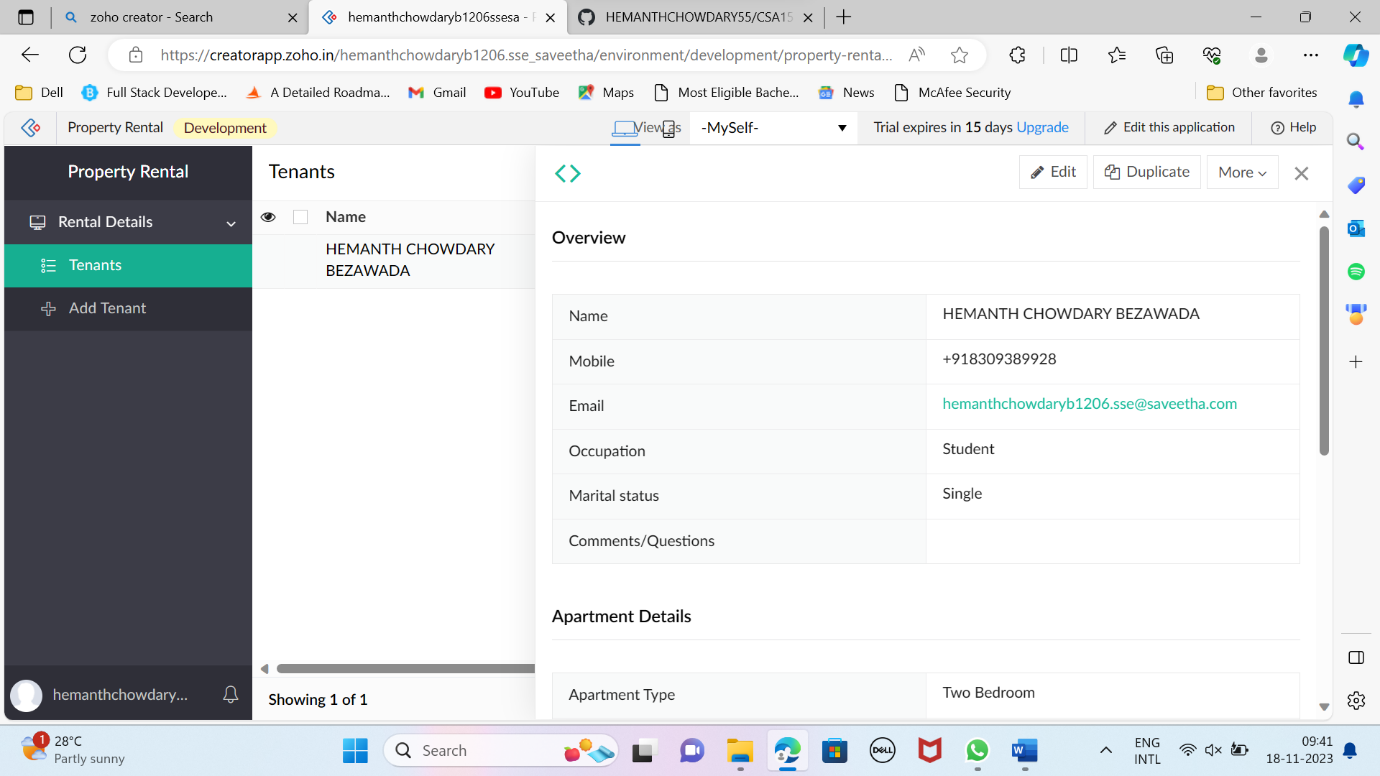 zoho creator - Search
hemanthchowdaryb1206ssesa -
HEMANTHCHOWDARY55/CSA15
https://creatorapp.zoho.in/hemanthchowdaryb1206.sse_saveetha/environment/development/property-renta...
Dell
Full Stack Develope...
A Detailed Roadma...
Gmail
YouTube
Maps
Most Eligible Bache...
News
McAfee Security
Other favorites
Property Rental
Development
View as
-MySelf-
Trial expires in 15 days Upgrade
Edit this application
Help
Property Rental
Rental Details
Tenants
Add Tenant
hemanthchowdary...
Tenants
Name
HEMANTH CHOWDARY
BEZAWADA
Showing 1 of 1
Edit
Duplicate
More
Overview
Name HEMANTH CHOWDARY BEZAWADA
Mobile +918309389928
Email hemanthchowdaryb1206.sse@saveetha.com
Occupation Student
Marital status Single
Comments/Questions
Apartment Details
Apartment Type Two Bedroom
1
28°C
Partly sunny
Search
DELL
ENG
INTL
09:41
18-11-2023